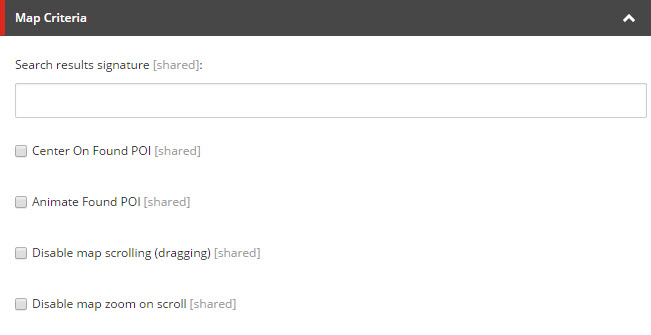 Map Criteria
Search results signature [shared]:
Center On Found POI [shared]
Animate Found POI [shared]
Disable map scrolling (dragging) [shared]
Disable map zoom on scroll [shared]